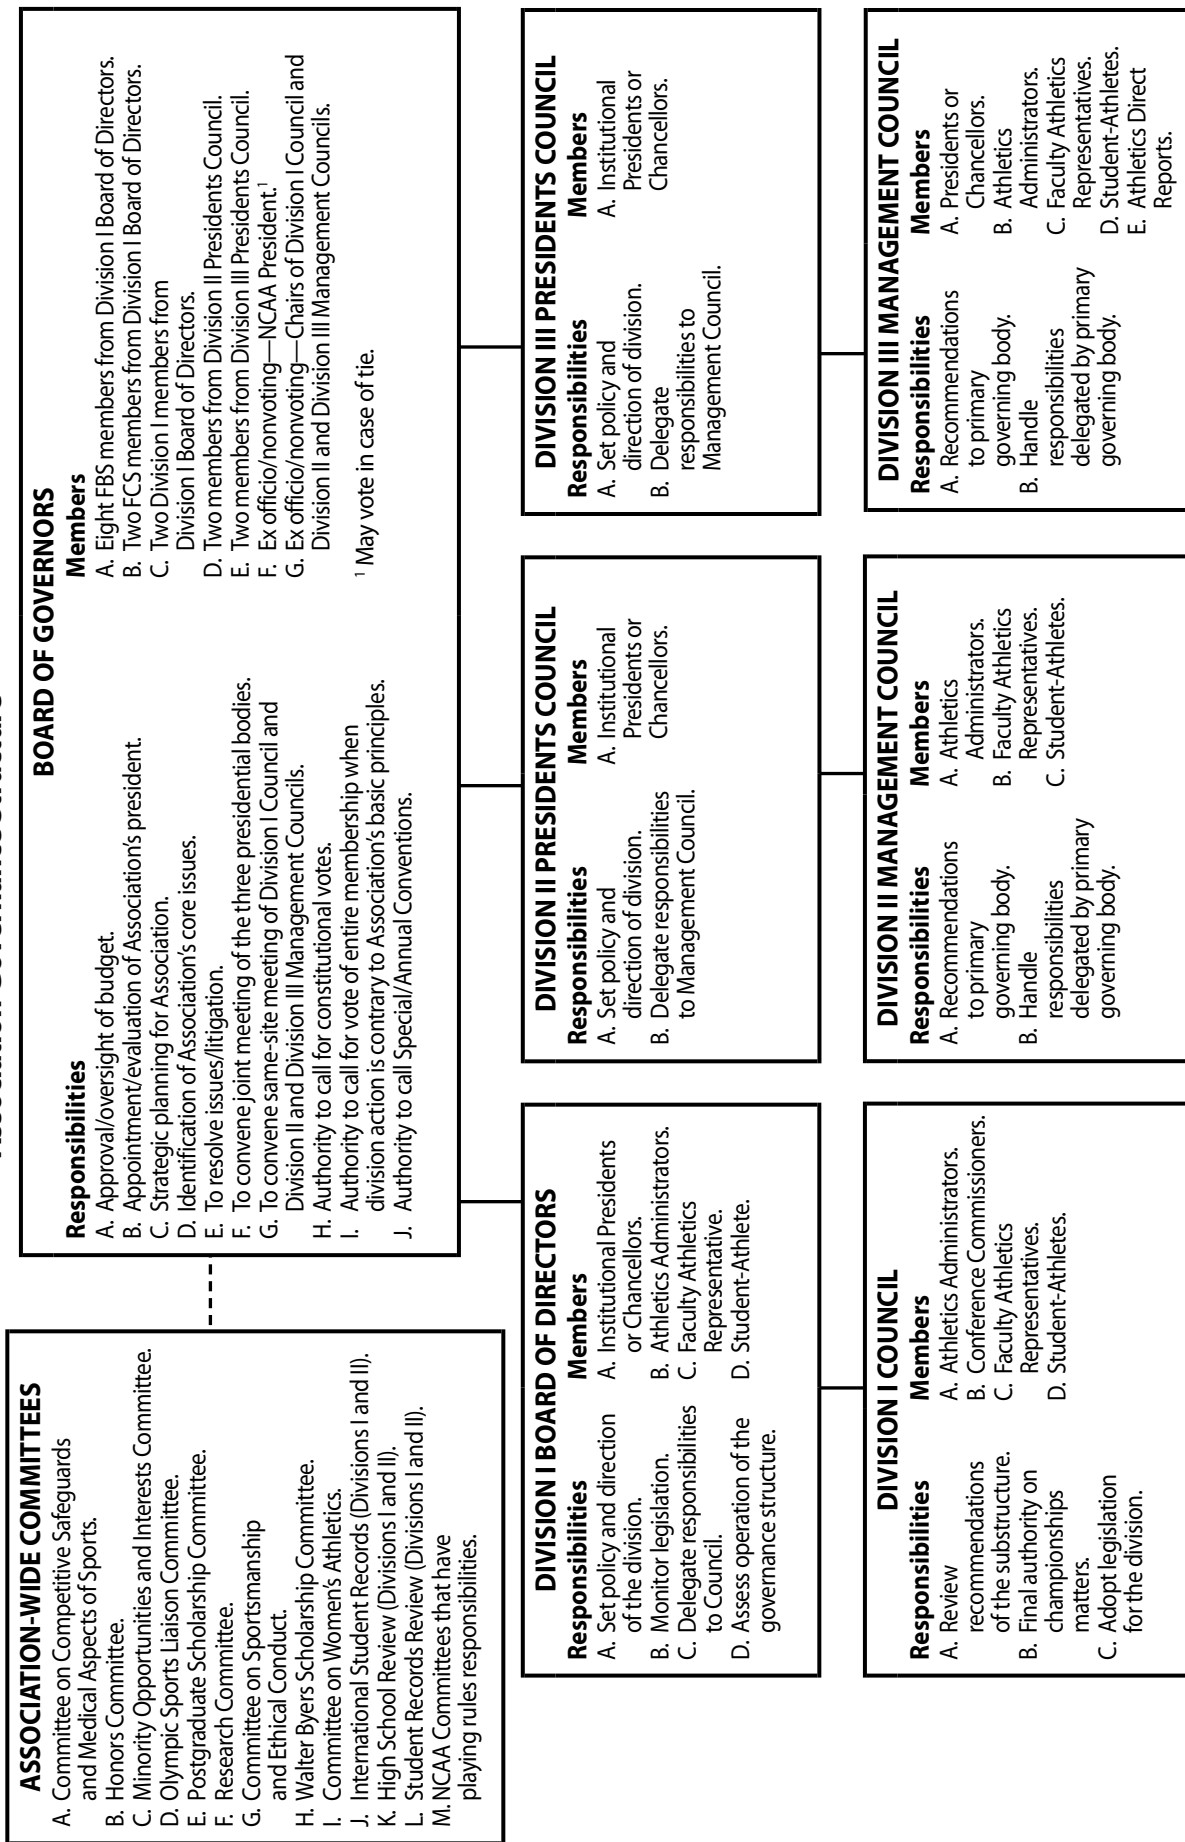 ASSOCIATION-WIDE COMMITTEES
A. Committee on Competitive Safeguards
and Medical Aspects of Sports.
B. Honors Committee.
C. Minority Opportunities and Interests Committee.
D. Olympic Sports Liaison Committee.
E. Postgraduate Scholarship Committee.
F. Research Committee.
G. Committee on Sportsmanship
and Ethical Conduct.
H. Walter Byers Scholarship Committee.
I. Committee on Women's Athletics.
J. International Student Records (Divisions I and II).
K. High School Review (Divisions I and II).
L. Student Records Review (Divisions I and II).
M. NCAA Committees that have
playing rules responsibilities.
BOARD OF GOVERNORS
Responsibilities
A. Approval/oversight of budget.
B. Appointment/evaluation of Association's president.
C. Strategic planning for Association.
D. Identification of Association's core issues.
E. To resolve issues/litigation.
F. To convene joint meeting of the three presidential bodies.
G. To convene same-site meeting of Division I Council and
Division II and Division III Management Councils.
H. Authority to call for constitutional votes.
I. Authority to call for vote of entire membership when
division action is contrary to Association's basic principles.
J. Authority to call Special/Annual Conventions.
Members
A. Eight FBS members from Division I Board of Directors.
B. Two FCS members from Division I Board of Directors.
C. Two Division I members from
Division I Board of Directors.
D. Two members from Division II Presidents Council.
E. Two members from Division III Presidents Council.
F. Ex officio/nonvoting—NCAA President.¹
G. Ex officio/nonvoting—Chairs of Division I Council and
Division II and Division III Management Councils.
¹ May vote in case of tie.
DIVISION I BOARD OF DIRECTORS
Responsibilities
A. Set policy and direction
of the division.
B. Monitor legislation.
C. Delegate responsibilities
to Council.
D. Assess operation of the
governance structure.
Members
A. Institutional Presidents
or Chancellors.
B. Athletics Administrators.
C. Faculty Athletics
Representative.
D. Student-Athlete.
DIVISION II PRESIDENTS COUNCIL
Responsibilities
A. Set policy and
direction of division.
B. Delegate responsibilities
to Management Council.
Members
A. Institutional
Presidents or
Chancellors.
DIVISION III PRESIDENTS COUNCIL
Responsibilities
A. Set policy and
direction of division.
B. Delegate
responsibilities to
Management Council.
Members
A. Institutional
Presidents or
Chancellors.
DIVISION I COUNCIL
Responsibilities
A. Review
recommendations
of the substructure.
B. Final authority on
championships
matters.
C. Adopt legislation
for the division.
Members
A. Athletics Administrators.
B. Conference Commissioners.
C. Faculty Athletics
Representatives.
D. Student-Athletes.
DIVISION II MANAGEMENT COUNCIL
Responsibilities
A. Recommendations
to primary
governing body.
B. Handle
responsibilities
delegated by primary
governing body.
Members
A. Athletics
Administrators.
B. Faculty Athletics
Representatives.
C. Student-Athletes.
DIVISION III MANAGEMENT COUNCIL
Responsibilities
A. Recommendations
to primary
governing body.
B. Handle
responsibilities
delegated by primary
governing body.
Members
A. Presidents or
Chancellors.
B. Athletics
Administrators.
C. Faculty Athletics
Representatives.
D. Student-Athletes.
E. Athletics Direct
Reports.